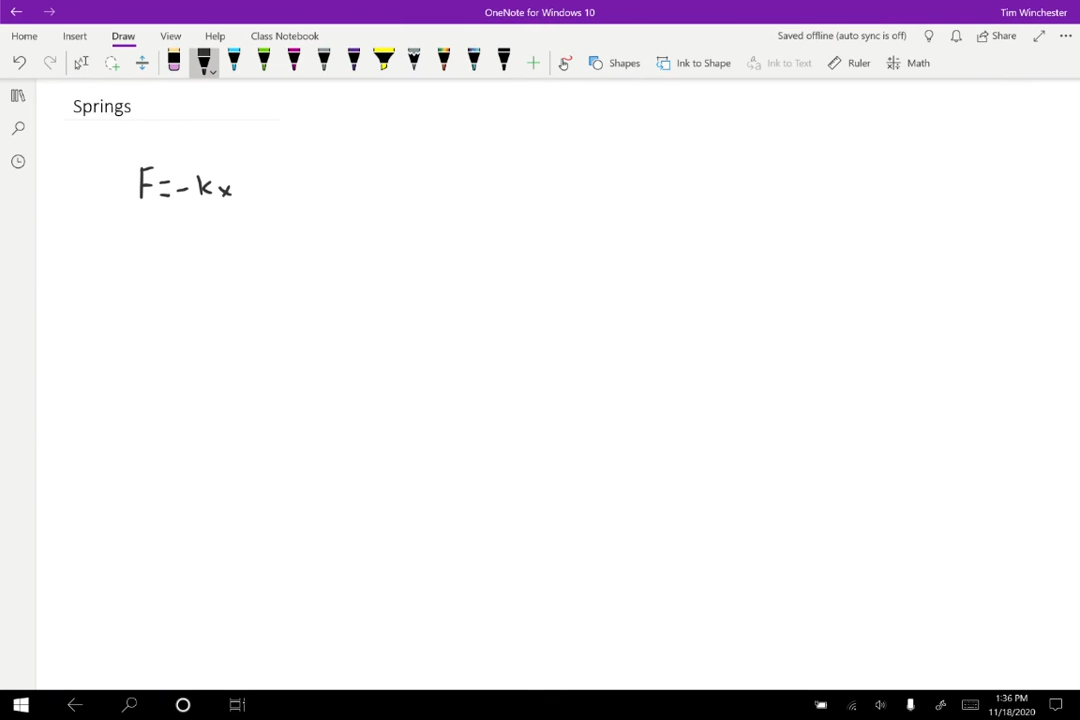 OneNote for Windows 10
Tim Winchester
Home Insert Draw View Help Class Notebook
Saved offline (auto sync is off) Share
Shapes Ink to Shape Ink to Text Ruler Math
Springs
F=-kx
1:36 PM
11/18/2020